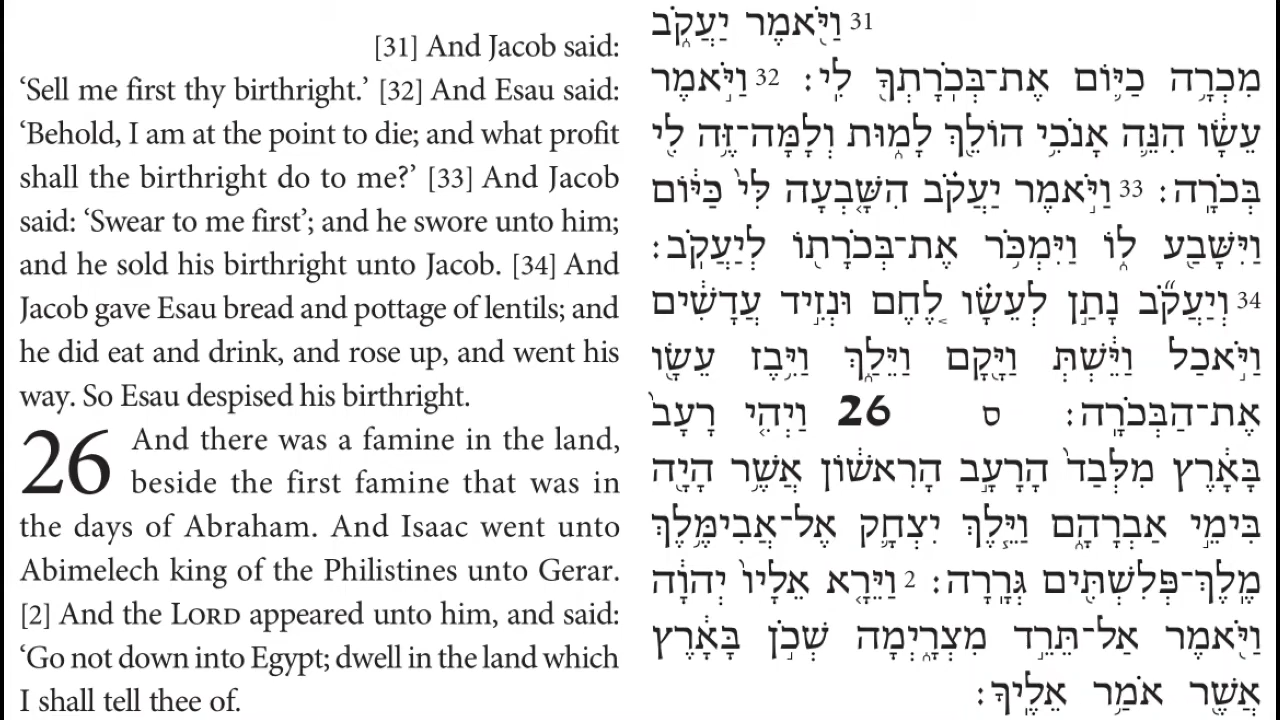 [31] And Jacob said:
‘Sell me first thy birthright.’ [32] And Esau said:
‘Behold, I am at the point to die; and what profit
shall the birthright do to me?’ [33] And Jacob
said: ‘Swear to me first’; and he swore unto him;
and he sold his birthright unto Jacob. [34] And
Jacob gave Esau bread and pottage of lentils; and
he did eat and drink, and rose up, and went his
way. So Esau despised his birthright.
26 And there was a famine in the land,
beside the first famine that was in
the days of Abraham. And Isaac went unto
Abimelech king of the Philistines unto Gerar.
[2] And the LORD appeared unto him, and said:
‘Go not down into Egypt; dwell in the land which
I shall tell thee of.
31 וַיֹּ֖אמֶר יַעֲקֹ֑ב
מִכְרָ֥ה כַיּ֛וֹם אֶת־בְּכֹֽרָתְךָ֖ לִֽי׃ 32 וַיֹּ֣אמֶר
עֵשָׂ֔ו הִנֵּ֛ה אָנֹכִ֥י הוֹלֵ֖ךְ לָמ֑וּת וְלָמָּה־זֶּ֥ה לִ֖י
בְּכֹרָֽה׃ 33 וַיֹּ֣אמֶר יַעֲקֹ֗ב הִשָּׁ֤בְעָה לִּי֙ כַּיּ֔וֹם
וַיִּשָּׁבַ֖ע ל֑וֹ וַיִּמְכֹּ֥ר אֶת־בְּכֹרָת֖וֹ לְיַעֲקֹֽב׃
34 וְיַעֲקֹ֞ב נָתַ֣ן לְעֵשָׂ֗ו לֶ֚חֶם וּנְזִ֣יד עֲדָשִׁ֔ים
וַיֹּ֣אכַל וַיֵּ֔שְׁתְּ וַיָּ֖קָם וַיֵּלַ֑ךְ וַיִּ֥בֶז עֵשָׂ֖ו
אֶת־הַבְּכֹרָֽה׃ ס 26 וַיְהִ֤י רָעָב֙
בָּאָ֔רֶץ מִלְּבַד֙ הָרָעָ֣ב הָרִאשׁ֔וֹן אֲשֶׁ֥ר הָיָ֖ה
בִּימֵ֣י אַבְרָהָ֑ם וַיֵּ֧לֶךְ יִצְחָ֛ק אֶל־אֲבִימֶּ֥לֶךְ
מֶֽלֶךְ־פְּלִשְׁתִּ֖ים גְּרָֽרָה׃ 2 וַיֵּרָ֤א אֵלָיו֙ יְהֹוָ֔ה
וַיֹּ֖אמֶר אַל־תֵּרֵ֣ד מִצְרָ֑יְמָה שְׁכֹ֣ן בָּאָ֔רֶץ
אֲשֶׁ֖ר אֹמַ֥ר אֵלֶֽיךָ׃